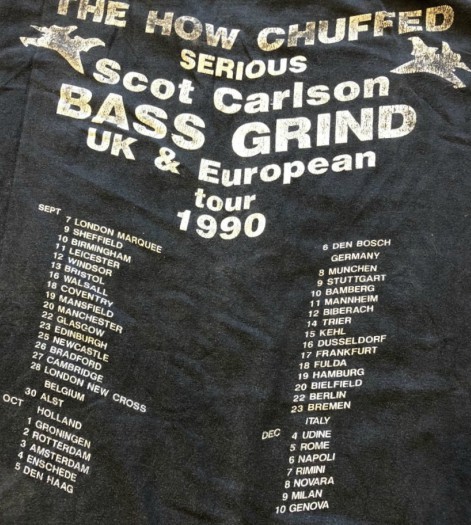 THE HOW CHUFFED
SERIOUS
Scot Carlson
BASS GRIND
UK & European
tour
1990
SEPT 7 LONDON MARQUEE
9 SHEFFIELD
10 BIRMINGHAM
11 LEICESTER
12 WINDSOR
13 BRISTOL
16 WALSALL
18 COVENTRY
19 MANSFIELD
20 MANCHESTER
22 GLASGOW
23 EDINBURGH
25 NEWCASTLE
26 BRADFORD
27 CAMBRIDGE
28 LONDON NEW CROSS
BELGIUM
30 ALST
OCT HOLLAND
1 GRONINGEN
2 ROTTERDAM
3 AMSTERDAM
4 ENSCHEDE
5 DEN HAAG
6 DEN BOSCH
GERMANY
8 MUNCHEN
9 STUTTGART
10 BAMBERG
11 MANNHEIM
12 BIBERACH
14 TRIER
15 KEHL
16 DUSSELDORF
17 FRANKFURT
18 FULDA
19 HAMBURG
20 BIELFIELD
22 BERLIN
23 BREMEN
ITALY
DEC 4 UDINE
5 ROME
6 NAPOLI
7 RIMINI
8 NOVARA
9 MILAN
10 GENOVA